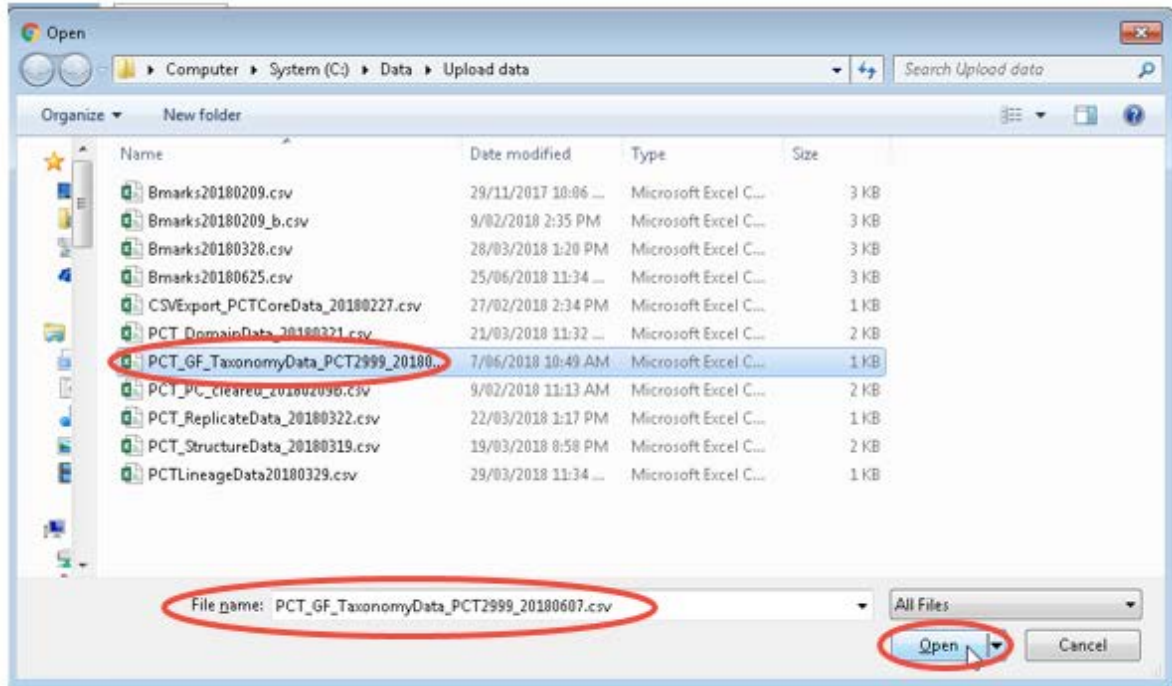 Open
Computer ▸ System (C:) ▸ Data ▸ Upload data
Search Upload data
Organize New folder
Name Date modified Type Size
Bmarks20180209.csv 29/11/2017 10:06 ... Microsoft Excel C... 3 KB
Bmarks20180209_b.csv 9/02/2018 2:35 PM Microsoft Excel C... 3 KB
Bmarks20180328.csv 28/03/2018 1:20 PM Microsoft Excel C... 3 KB
Bmarks20180625.csv 25/06/2018 11:34 ... Microsoft Excel C... 3 KB
CSVExport_PCTCoreData_20180227.csv 27/02/2018 2:34 PM Microsoft Excel C... 1 KB
PCT_DomainData_20180321.csv 21/03/2018 11:32 ... Microsoft Excel C... 2 KB
PCT_GF_TaxonomyData_PCT2999_20180... 7/06/2018 10:49 AM Microsoft Excel C... 1 KB
PCT_PC_cleared_20180209b.csv 9/02/2018 11:13 AM Microsoft Excel C... 2 KB
PCT_ReplicateData_20180322.csv 22/03/2018 1:17 PM Microsoft Excel C... 1 KB
PCT_StructureData_20180319.csv 19/03/2018 8:58 PM Microsoft Excel C... 2 KB
PCTLineageData20180329.csv 29/03/2018 11:34 ... Microsoft Excel C... 1 KB
File name: PCT_GF_TaxonomyData_PCT2999_20180607.csv All Files
Open Cancel